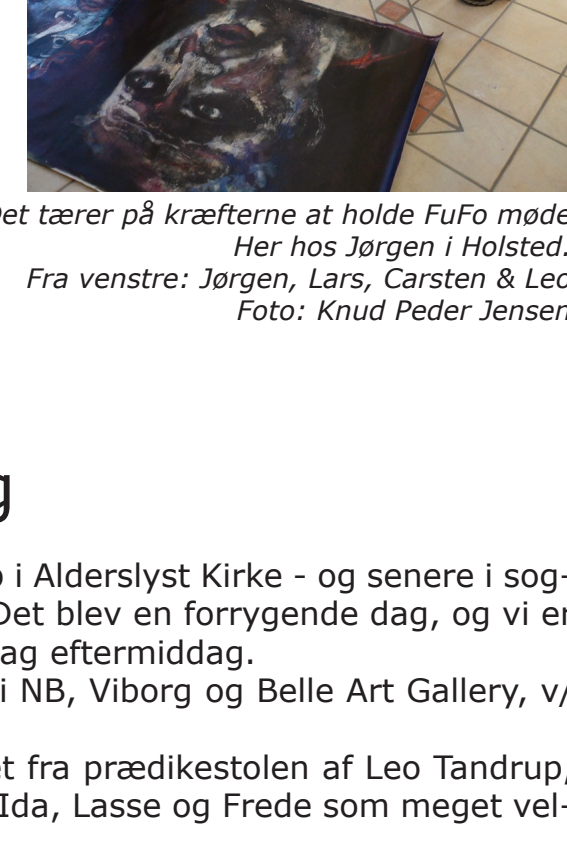 et tærer på kræfterne at holde FuFo møde
Her hos Jørgen i Holsted.
Fra venstre: Jørgen, Lars, Carsten & Leo
Foto: Knud Peder Jensen
g
i Alderslyst Kirke - og senere i sog-
Det blev en forrygende dag, og vi er
ag eftermiddag.
i NB, Viborg og Belle Art Gallery, v/
t fra prædikestolen af Leo Tandrup,
Ida, Lasse og Frede som meget vel-